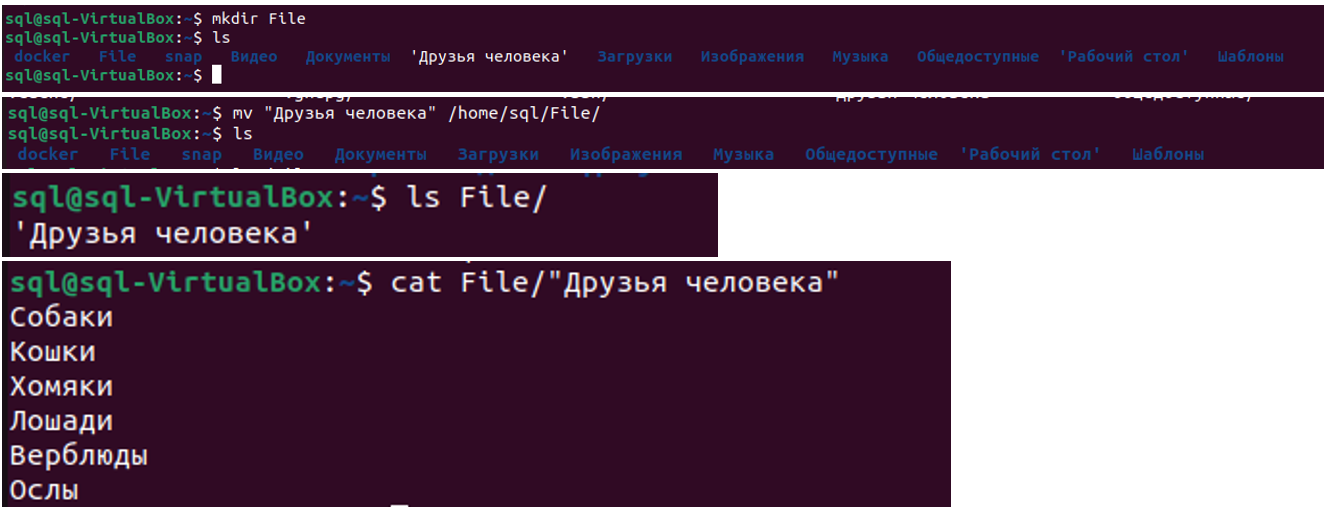 sql@sql-VirtualBox:~$ mkdir File
sql@sql-VirtualBox:~$ ls
docker File snap Видео Документы 'Друзья человека' Загрузки Изображения Музыка Общедоступные 'Рабочий стол' Шаблоны
sql@sql-VirtualBox:~$
sql@sql-VirtualBox:~$ mv "Друзья человека" /home/sql/File/
sql@sql-VirtualBox:~$ ls
docker File snap Видео Документы Загрузки Изображения Музыка Общедоступные 'Рабочий стол' Шаблоны
sql@sql-VirtualBox:~$ ls File/
'Друзья человека'
sql@sql-VirtualBox:~$ cat File/"Друзья человека"
Собаки
Кошки
Хомяки
Лошади
Верблюды
Ослы